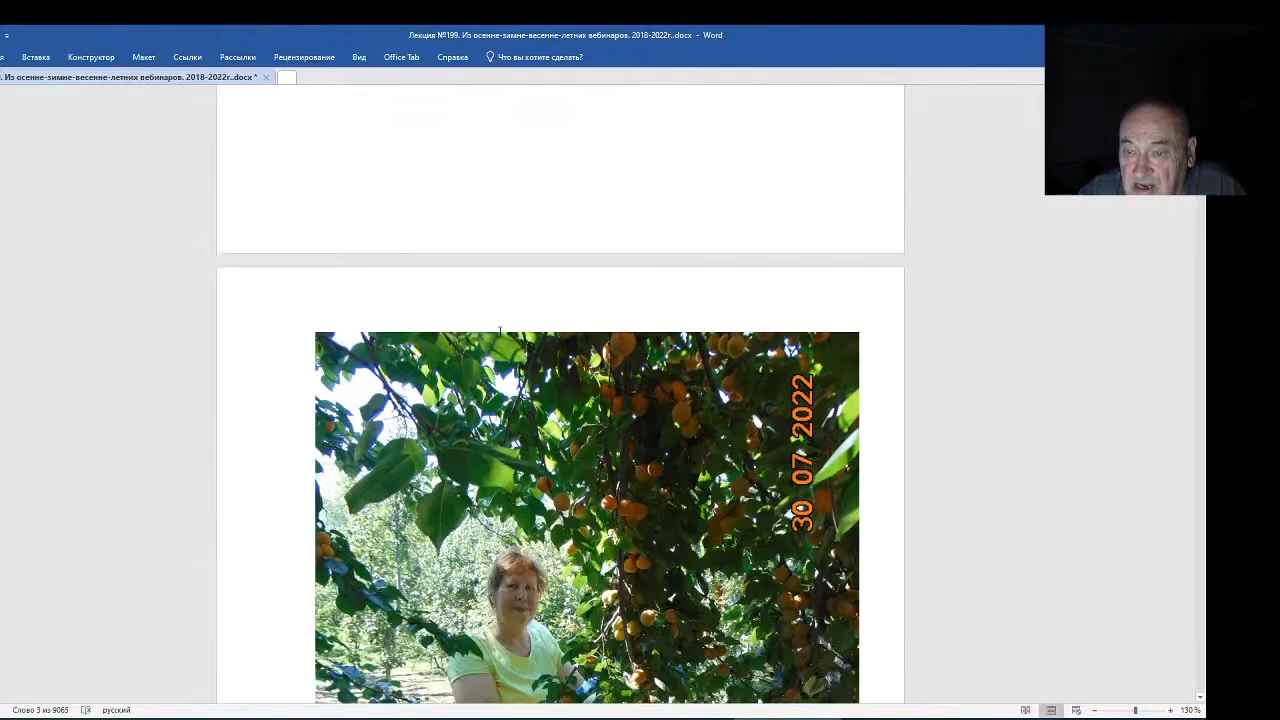 Лекция №199. Из осенне-зимне-весенне-летних вебинаров. 2018-2022г..docx - Word
я Вставка Конструктор Макет Ссылки Рассылки Рецензирование Вид Office Tab Справка Что вы хотите сделать?
. Из осенне-зимне-весенне-летних вебинаров. 2018-2022г..docx *
30 07 2022
Слово 3 из 9065 русский 130 %